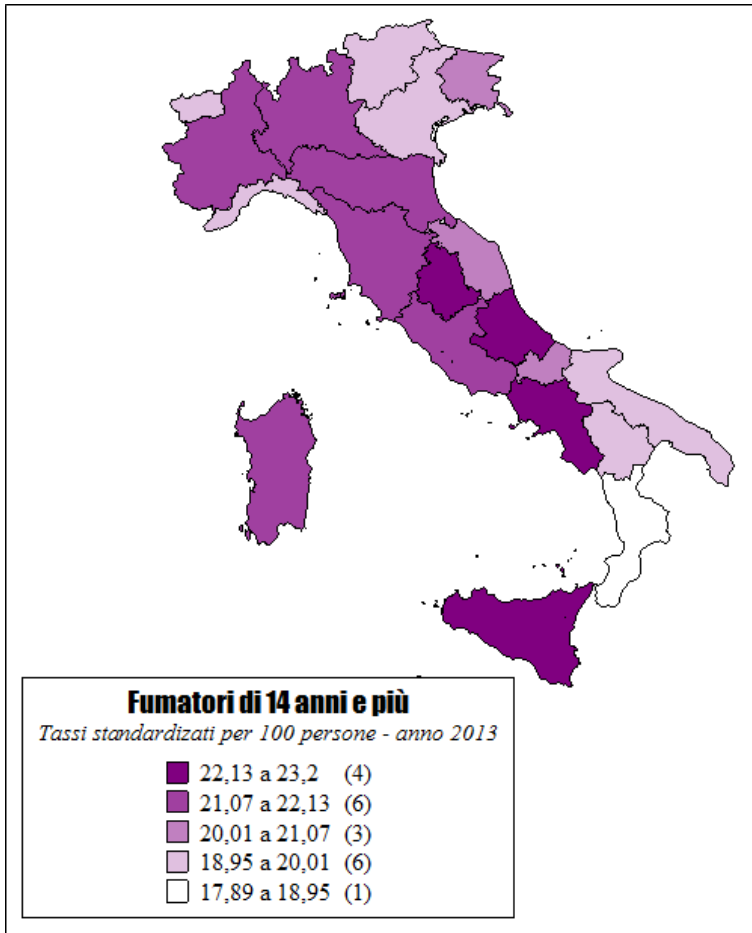 Fumatori di 14 anni e più
Tassi standardizati per 100 persone - anno 2013
22,13 a 23,2 (4)
21,07 a 22,13 (6)
20,01 a 21,07 (3)
18,95 a 20,01 (6)
17,89 a 18,95 (1)